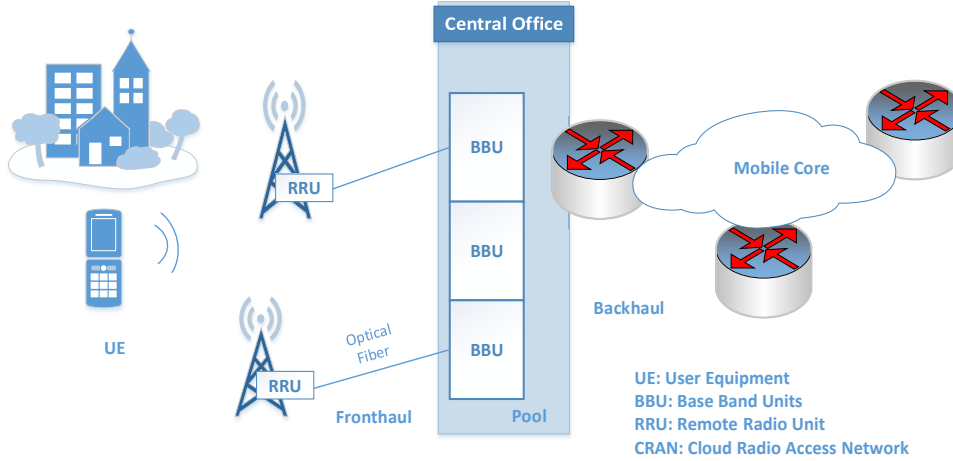 Central Office
BBU
RRU
Mobile Core
BBU
Backhaul
UE
Optical
Fiber
BBU
RRU
Fronthaul
Pool
UE: User Equipment
BBU: Base Band Units
RRU: Remote Radio Unit
CRAN: Cloud Radio Access Network